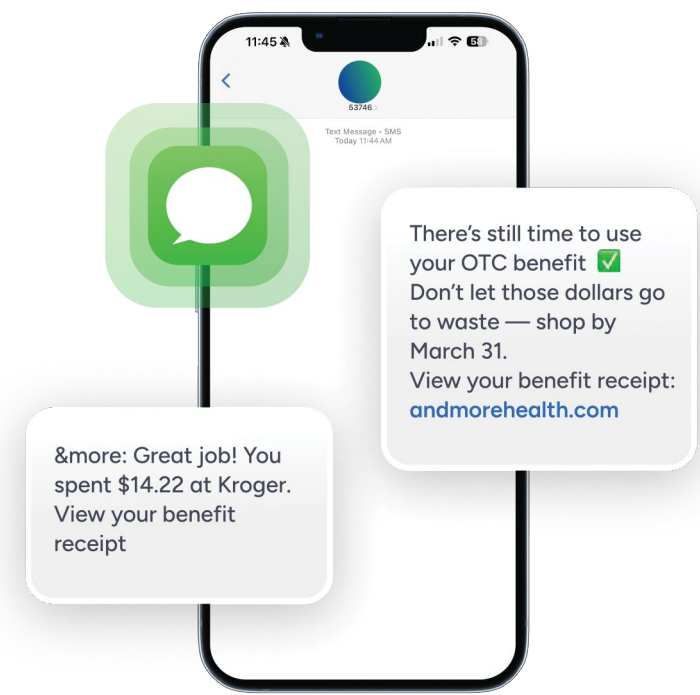 11:45
58
53746
Text Message • SMS
Today 11:44 AM
There's still time to use
your OTC benefit ✅
Don't let those dollars go
to waste — shop by
March 31.
View your benefit receipt:
andmorehealth.com
&more: Great job! You
spent $14.22 at Kroger.
View your benefit
receipt